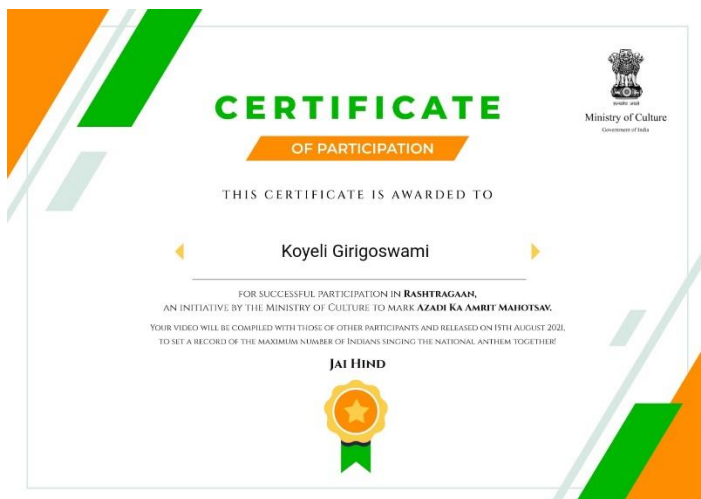 CERTIFICATE
OF PARTICIPATION
सत्यमेव जयते
Ministry of Culture
Government of India
THIS CERTIFICATE IS AWARDED TO
Koyeli Girigoswami
FOR SUCCESSFUL PARTICIPATION IN RASHTRAGAAN,
AN INITIATIVE BY THE MINISTRY OF CULTURE TO MARK AZADI KA AMRIT MAHOTSAV.
YOUR VIDEO WILL BE COMPILED WITH THOSE OF OTHER PARTICIPANTS AND RELEASED ON 15TH AUGUST 2021,
TO SET A RECORD OF THE MAXIMUM NUMBER OF INDIANS SINGING THE NATIONAL ANTHEM TOGETHER!
JAI HIND